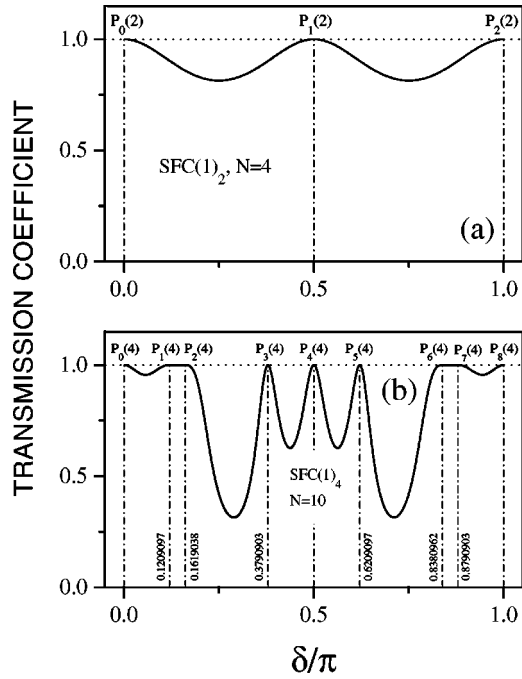 TRANSMISSION COEFFICIENT
P₀(2) P₁(2) P₂(2)
1.0
0.5
0.0
SFC(1)₂, N=4
(a)
0.0 0.5 1.0
P₀(4) P₁(4) P₂(4) P₃(4) P₄(4) P₅(4) P₆(4) P₇(4) P₈(4)
1.0
0.5
0.0
(b)
SFC(1)₄
N=10
0.1209097
0.1619038
0.3790903
0.6209097
0.8380962
0.8790903
0.0 0.5 1.0
δ/π